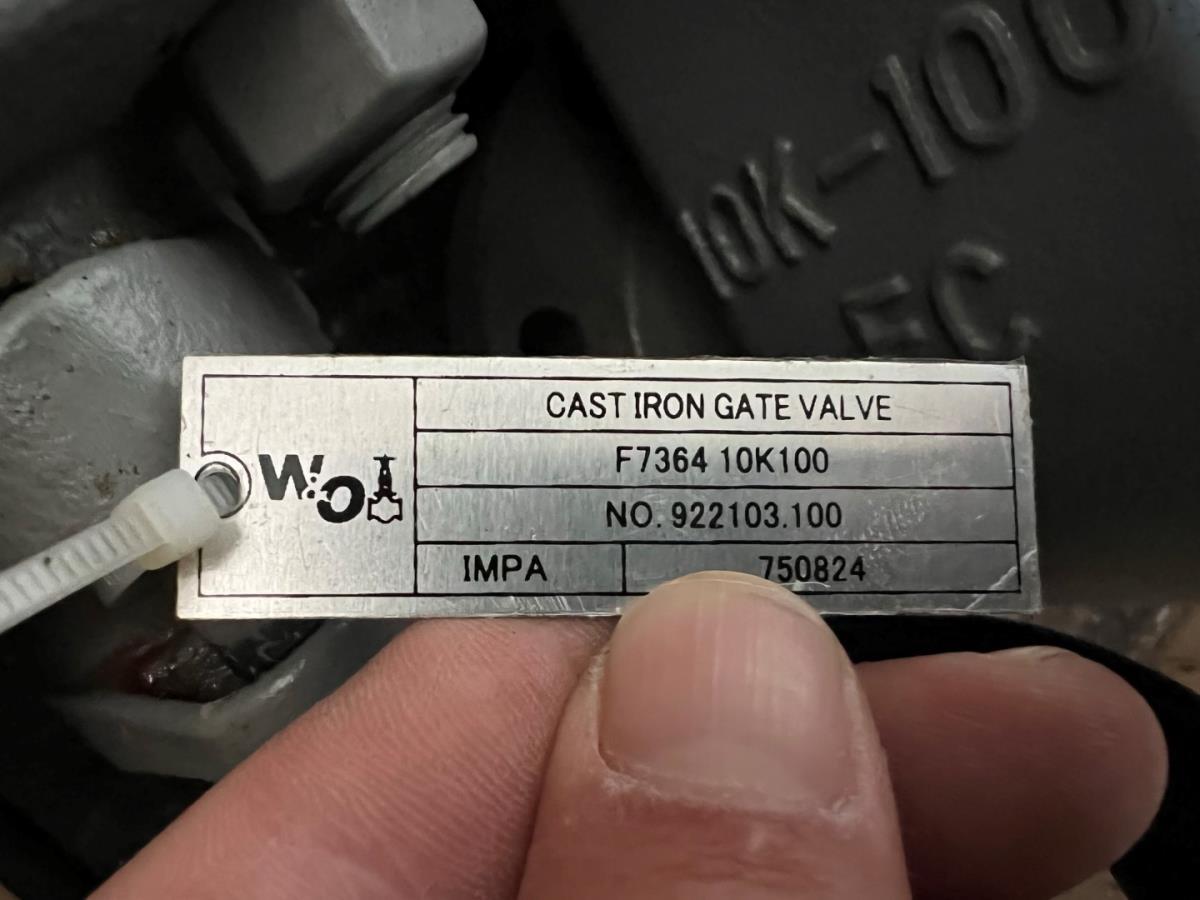 10K-100
FC
W!O
CAST IRON GATE VALVE
F7364 10K100
NO. 922103.100
IMPA 750824